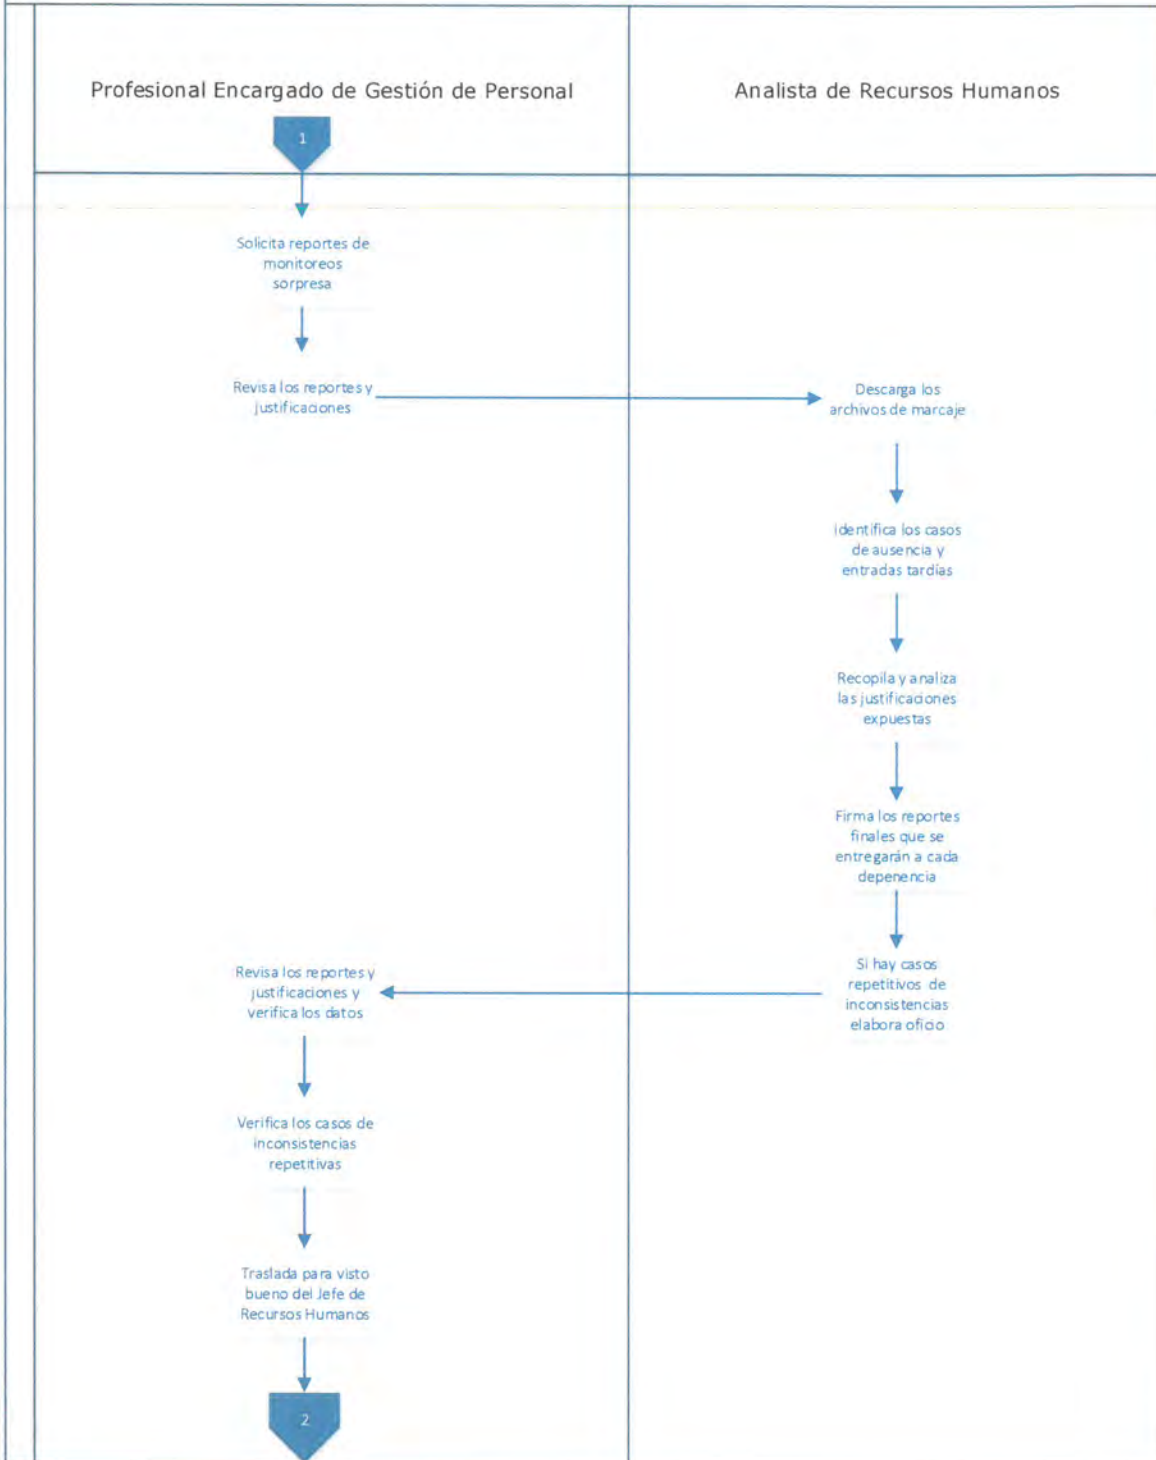 Profesional Encargado de Gestión de Personal
Analista de Recursos Humanos
1
Solicita reportes de
monitoreos
sorpresa
Revisa los reportes y
justificaciones
Descarga los
archivos de marcaje
Identifica los casos
de ausencia y
entradas tardías
Recopila y analiza
las justificaciones
expuestas
Firma los reportes
finales que se
entregarán a cada
depenencia
Si hay casos
repetitivos de
inconsistencias
elabora oficio
Revisa los reportes y
justificaciones y
verifica los datos
Verifica los casos de
inconsistencias
repetitivas
Traslada para visto
bueno del Jefe de
Recursos Humanos
2